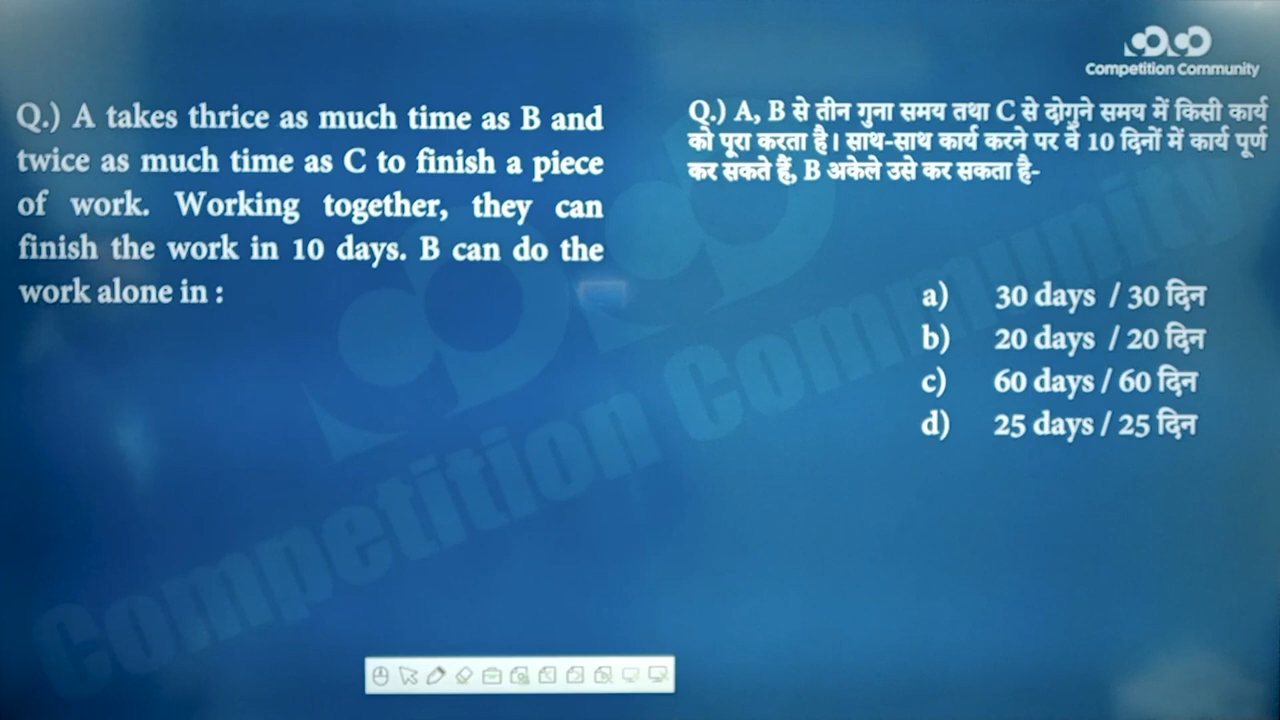 Competition Community
Q.) A takes thrice as much time as B and
twice as much time as C to finish a piece
of work. Working together, they can
finish the work in 10 days. B can do the
work alone in :
Q.) A, B से तीन गुना समय तथा C से दोगुने समय में किसी कार्य
को पूरा करता है। साथ-साथ कार्य करने पर वे 10 दिनों में कार्य पूर्ण
कर सकते हैं, B अकेले उसे कर सकता है-
a) 30 days / 30 दिन
b) 20 days / 20 दिन
c) 60 days / 60 दिन
d) 25 days / 25 दिन
Competition Community